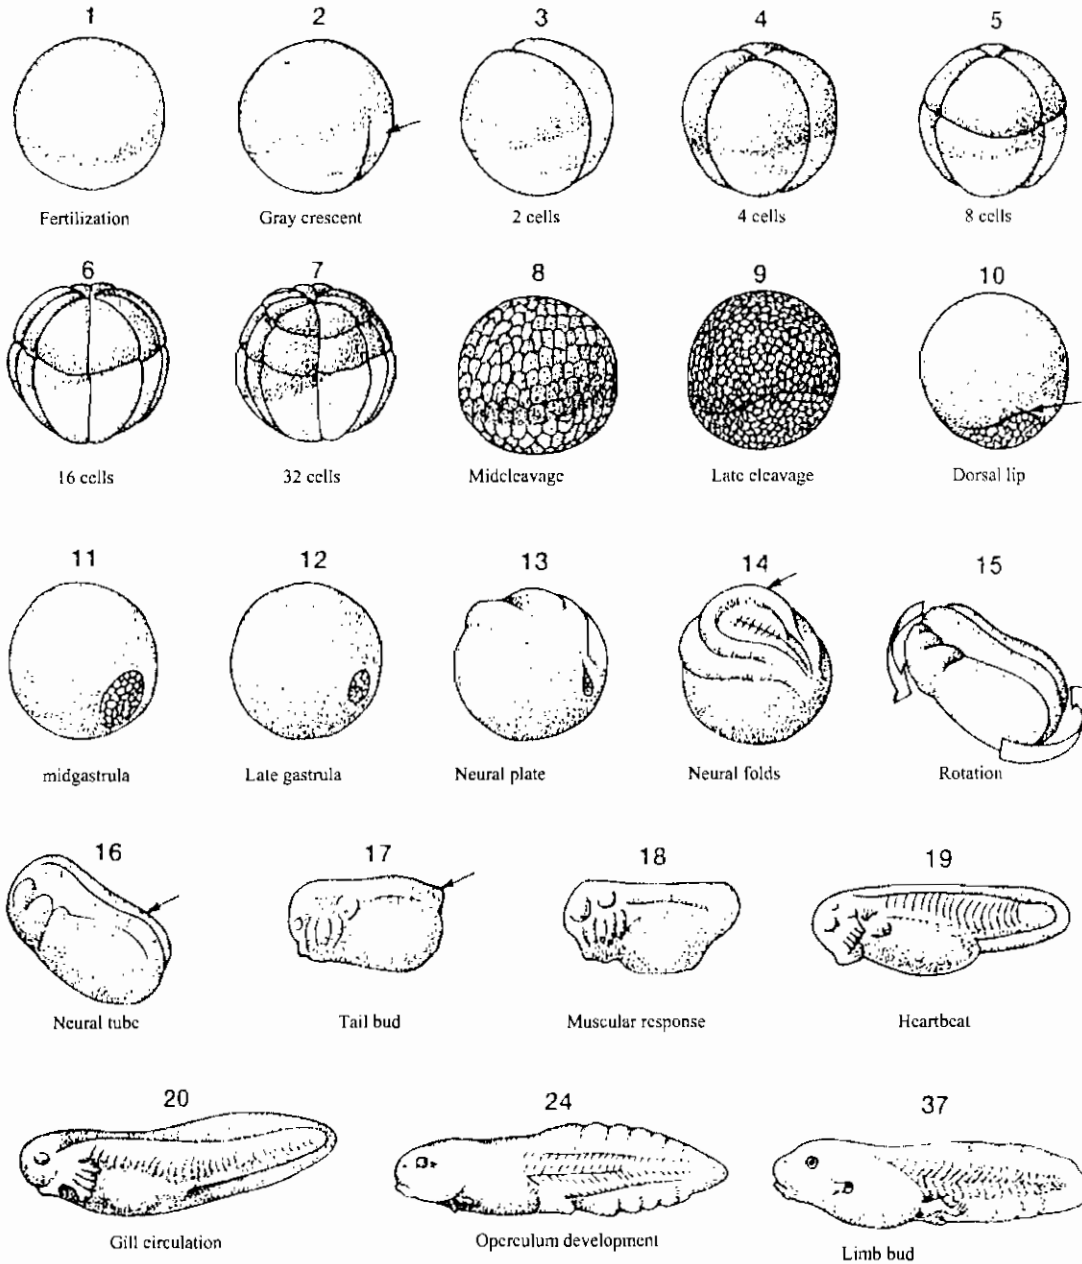 1 2 3 4 5
Fertilization Gray crescent 2 cells 4 cells 8 cells
6 7 8 9 10
16 cells 32 cells Midcleavage Late cleavage Dorsal lip
11 12 13 14 15
midgastrula Late gastrula Neural plate Neural folds Rotation
16 17 18 19
Neural tube Tail bud Muscular response Heartbeat
20 24 37
Gill circulation Operculum development Limb bud